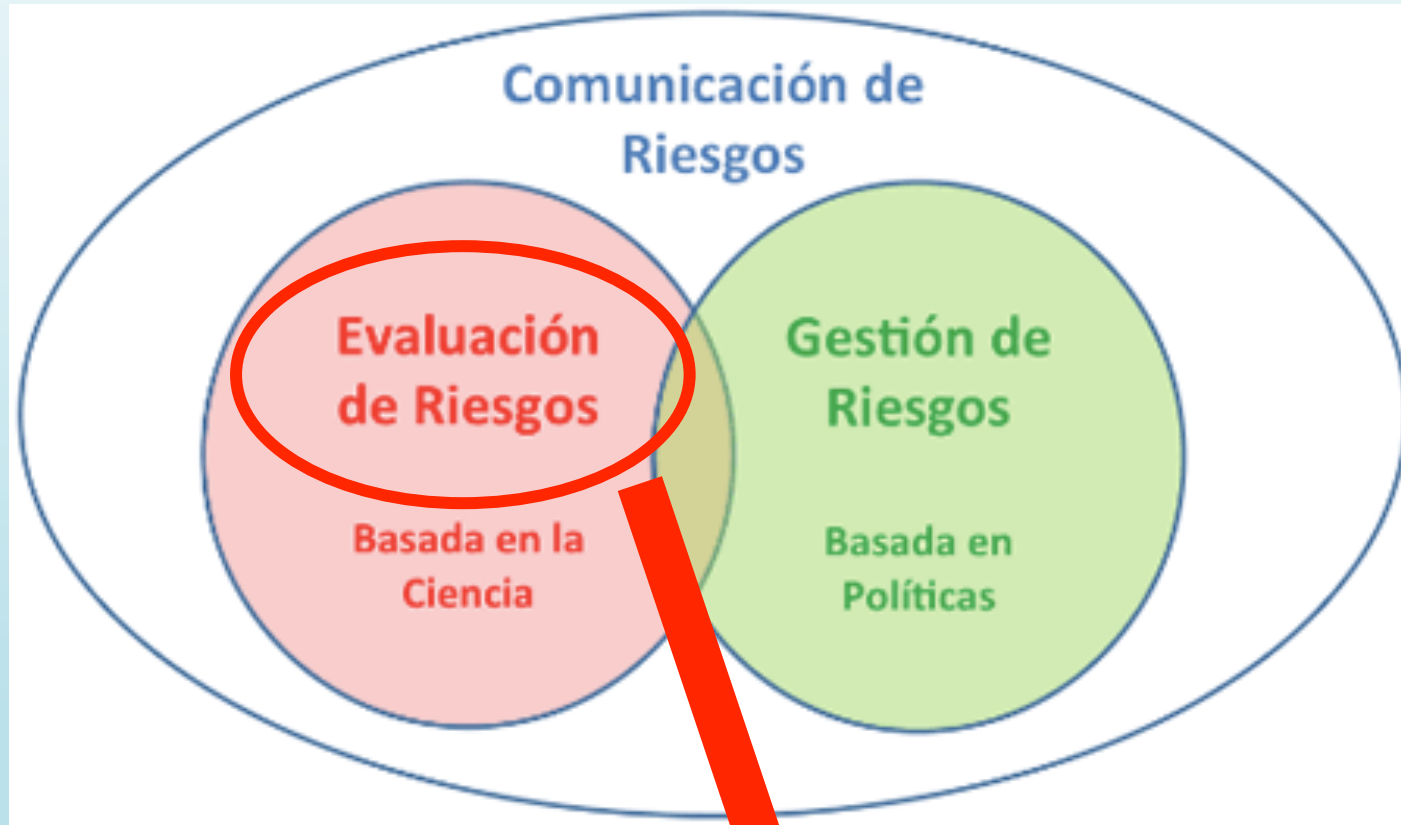 Comunicación de
Riesgos
Evaluación
de Riesgos
Basada en la
Ciencia
Gestión de
Riesgos
Basada en
Políticas